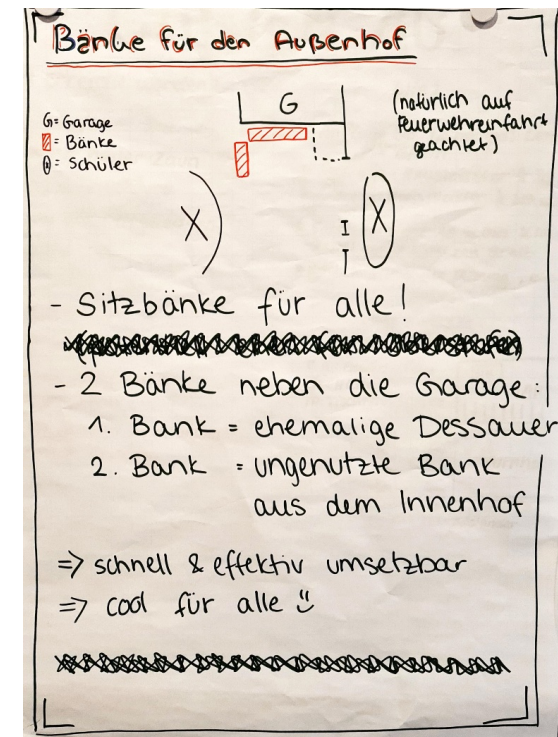 Bänke für den Außenhof
G= Garage
= Bänke
= Schüler
G
(natürlich auf
Feuerwehreinfahrt
geachtet)
X
X
- Sitzbänke für alle!
- 2 Bänke neben die Garage:
1. Bank = ehemalige Dessauer
2. Bank = ungenutzte Bank
aus dem Innenhof
=> schnell & effektiv umsetzbar
=> cool für alle